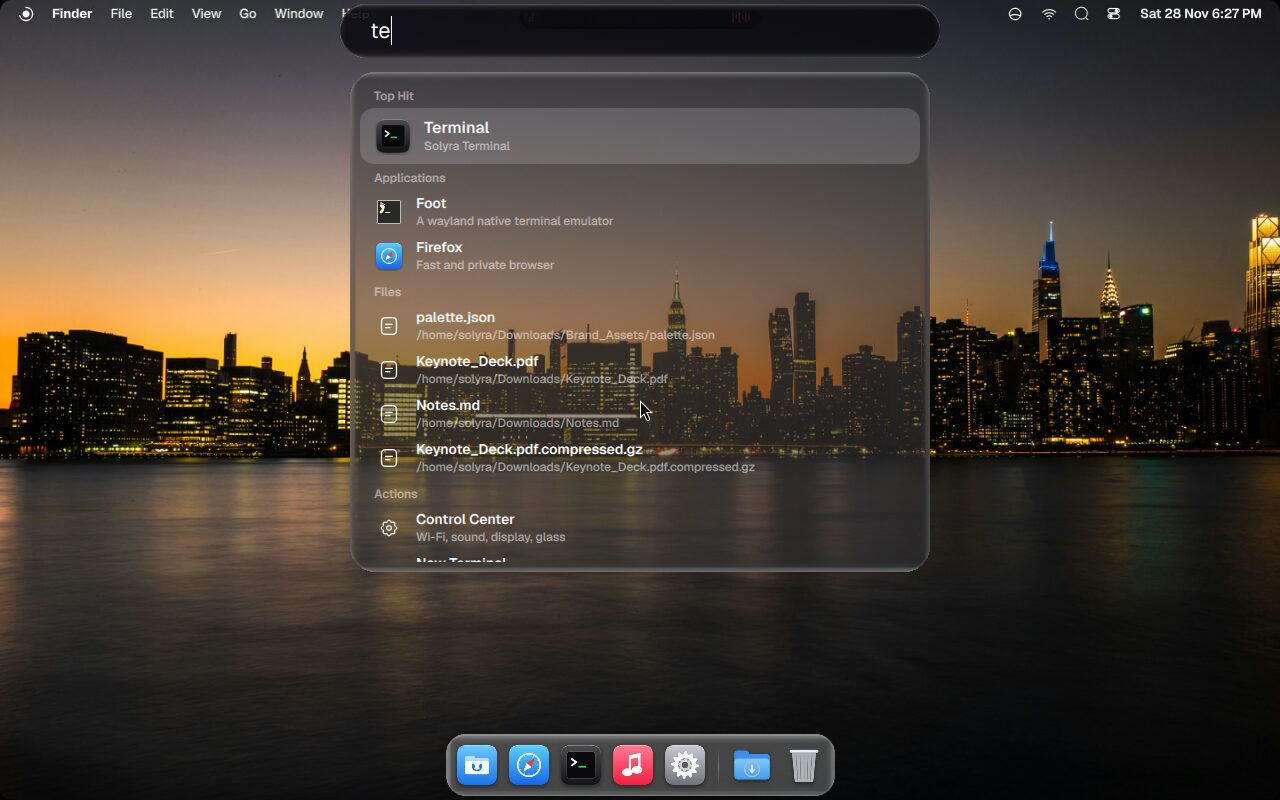 Finder File Edit View Go Window Help
Sat 28 Nov 6:27 PM
te
Top Hit
Terminal
Solyra Terminal
Applications
Foot
A wayland native terminal emulator
Firefox
Fast and private browser
Files
palette.json
/home/solyra/Downloads/Brand_Assets/palette.json
Keynote_Deck.pdf
/home/solyra/Downloads/Keynote_Deck.pdf
Notes.md
/home/solyra/Downloads/Notes.md
Keynote_Deck.pdf.compressed.gz
/home/solyra/Downloads/Keynote_Deck.pdf.compressed.gz
Actions
Control Center
Wi-Fi, sound, display, glass
New Terminal